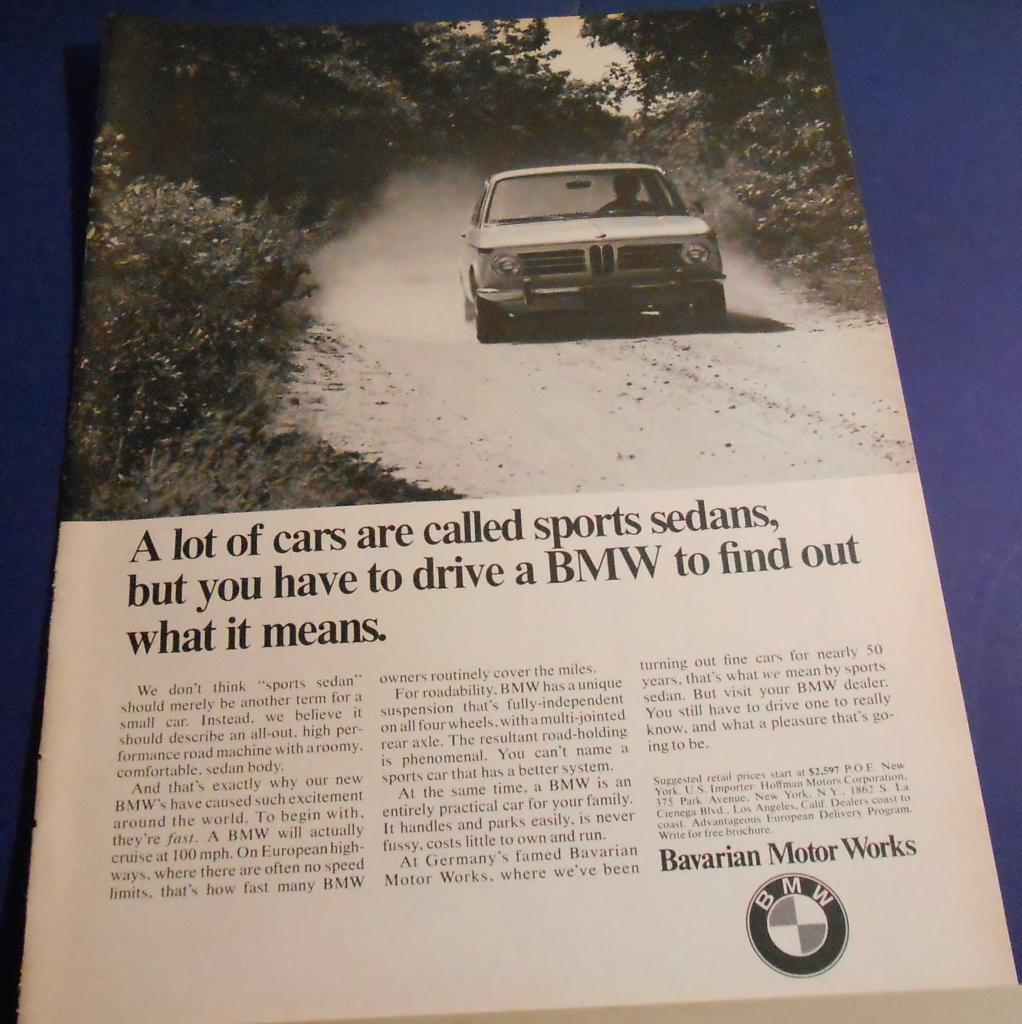 A lot of cars are called sports sedans,
but you have to drive a BMW to find out
what it means.
We don't think "sports sedan"
should merely be another term for a
small car. Instead, we believe it
should describe an all-out, high per-
formance road machine with a roomy,
comfortable, sedan body.
And that's exactly why our new
BMW's have caused such excitement
around the world. To begin with,
they're fast. A BMW will actually
cruise at 100 mph. On European high-
ways, where there are often no speed
limits, that's how fast many BMW
owners routinely cover the miles.
For roadability, BMW has a unique
suspension that's fully-independent
on all four wheels, with a multi-jointed
rear axle. The resultant road-holding
is phenomenal. You can't name a
sports car that has a better system.
At the same time, a BMW is an
entirely practical car for your family.
It handles and parks easily, is never
fussy, costs little to own and run.
At Germany's famed Bavarian
Motor Works, where we've been
turning out fine cars for nearly 50
years, that's what we mean by sports
sedan. But visit your BMW dealer.
You still have to drive one to really
know, and what a pleasure that's go-
ing to be.
Suggested retail prices start at $2,597 P.O.E. New
York. U.S. Importer Hoffman Motors Corporation,
375 Park Avenue, New York, N.Y., 1862 S. La
Cienega Blvd., Los Angeles, Calif. Dealers coast to
coast. Advantageous European Delivery Program.
Write for free brochure.
Bavarian Motor Works
BMW